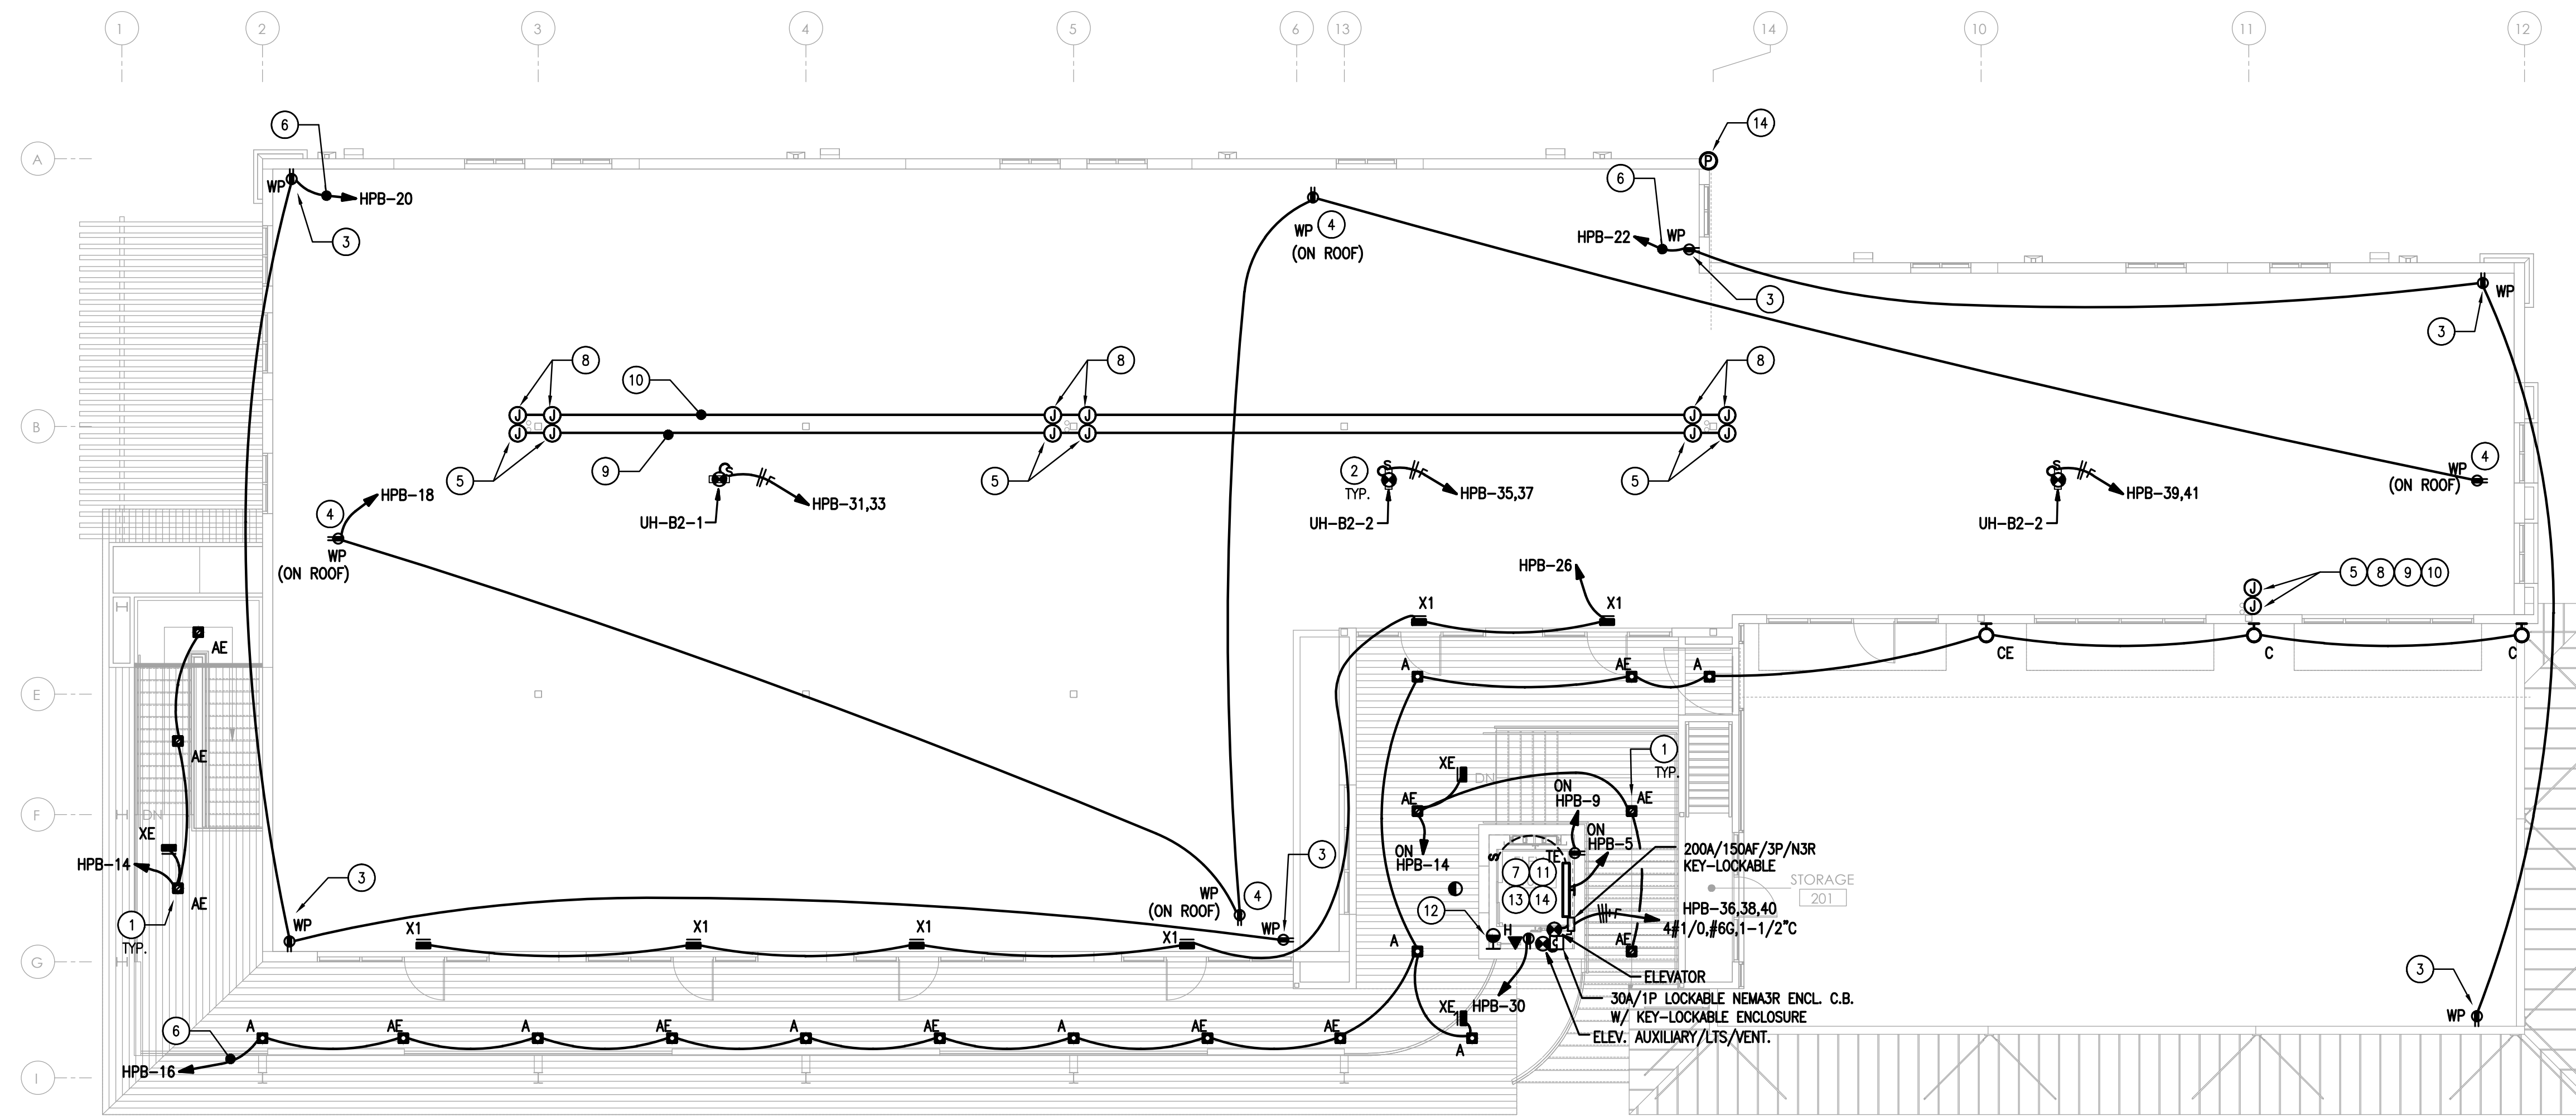 1 2 3 4 5 6 13 14 10 11 12
A
6
14
WP
HPB-20
3
6
WP
4
(ON ROOF)
HPB-22
WP
3
WP
3
8
8
8
10
J J
J J
J J
J J
J J
J J
B
5
9
5
5
S
HPB-31,33
UH-B2-1
2
TYP.
S
HPB-35,37
UH-B2-2
S
HPB-39,41
UH-B2-2
WP
4
(ON ROOF)
HPB-18
4
WP
(ON ROOF)
P
HPB-26
X1
X1
5 8 9 10
J
J
AE
CE
C
C
E
A
AE
A
AE
1
TYP.
XE
DN
AE
AE
ON
HPB-9
F
DN
XE
HPB-14
ON
HPB-14
ON
HPB-5
S
TE
7 11
13 14
200A/150AF/3P/N3R
KEY-LOCKABLE
STORAGE
201
AE
1
TYP.
3
WP
3
WP
(ON ROOF)
4
WP
12
H
HPB-36,38,40
4#1/0,#6G,1-1/2"C
X1
X1
X1
X1
A
AE
G
ELEVATOR
3
HPB-30
30A/1P LOCKABLE NEMA3R ENCL. C.B.
W/ KEY-LOCKABLE ENCLOSURE
XE
WP
6
A
AE
A
AE
A
AE
A
AE
AE
A
ELEV. AUXILIARY/LTS/VENT.
HPB-16
I